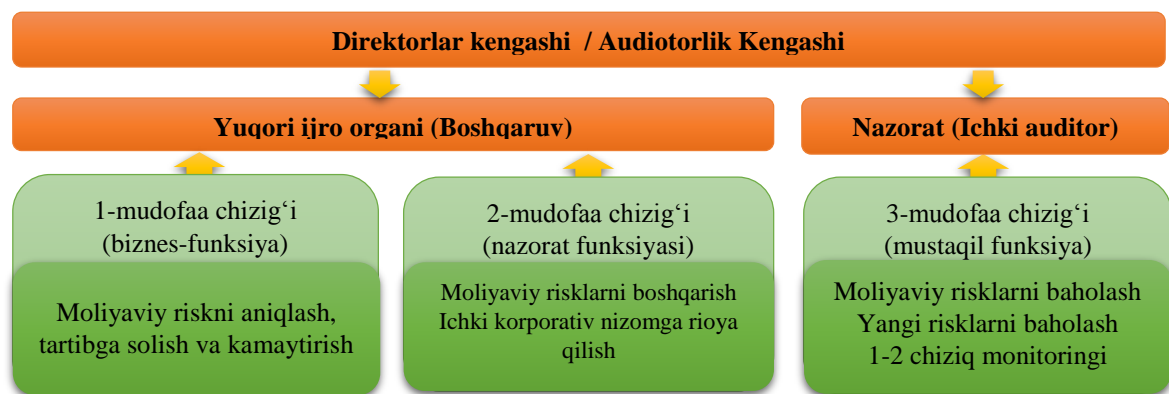 Direktorlar kengashi / Audiotorlik Kengashi
Yuqori ijro organi (Boshqaruv)
Nazorat (Ichki auditor)
1-mudofaa chizig‘i
(biznes-funksiya)
Moliyaviy riskni aniqlash,
tartibga solish va kamaytirish
2-mudofaa chizig‘i
(nazorat funksiyasi)
Moliyaviy risklarni boshqarish
Ichki korporativ nizomga rioya
qilish
3-mudofaa chizig‘i
(mustaqil funksiya)
Moliyaviy risklarni baholash
Yangi risklarni baholash
1-2 chiziq monitoringi